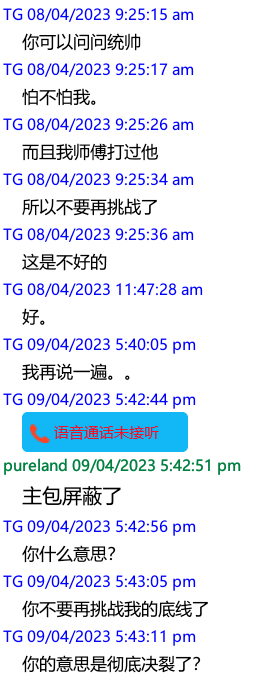 TG 08/04/2023 9:25:15 am
你可以问问统帅
TG 08/04/2023 9:25:17 am
怕不怕我。
TG 08/04/2023 9:25:26 am
而且我师傅打过他
TG 08/04/2023 9:25:34 am
所以不要再挑战了
TG 08/04/2023 9:25:36 am
这是不好的
TG 08/04/2023 11:47:28 am
好。
TG 09/04/2023 5:40:05 pm
我再说一遍。。
TG 09/04/2023 5:42:44 pm
语音通话未接听
pureland 09/04/2023 5:42:51 pm
主包屏蔽了
TG 09/04/2023 5:42:56 pm
你什么意思？
TG 09/04/2023 5:43:05 pm
你不要再挑战我的底线了
TG 09/04/2023 5:43:11 pm
你的意思是彻底决裂了？